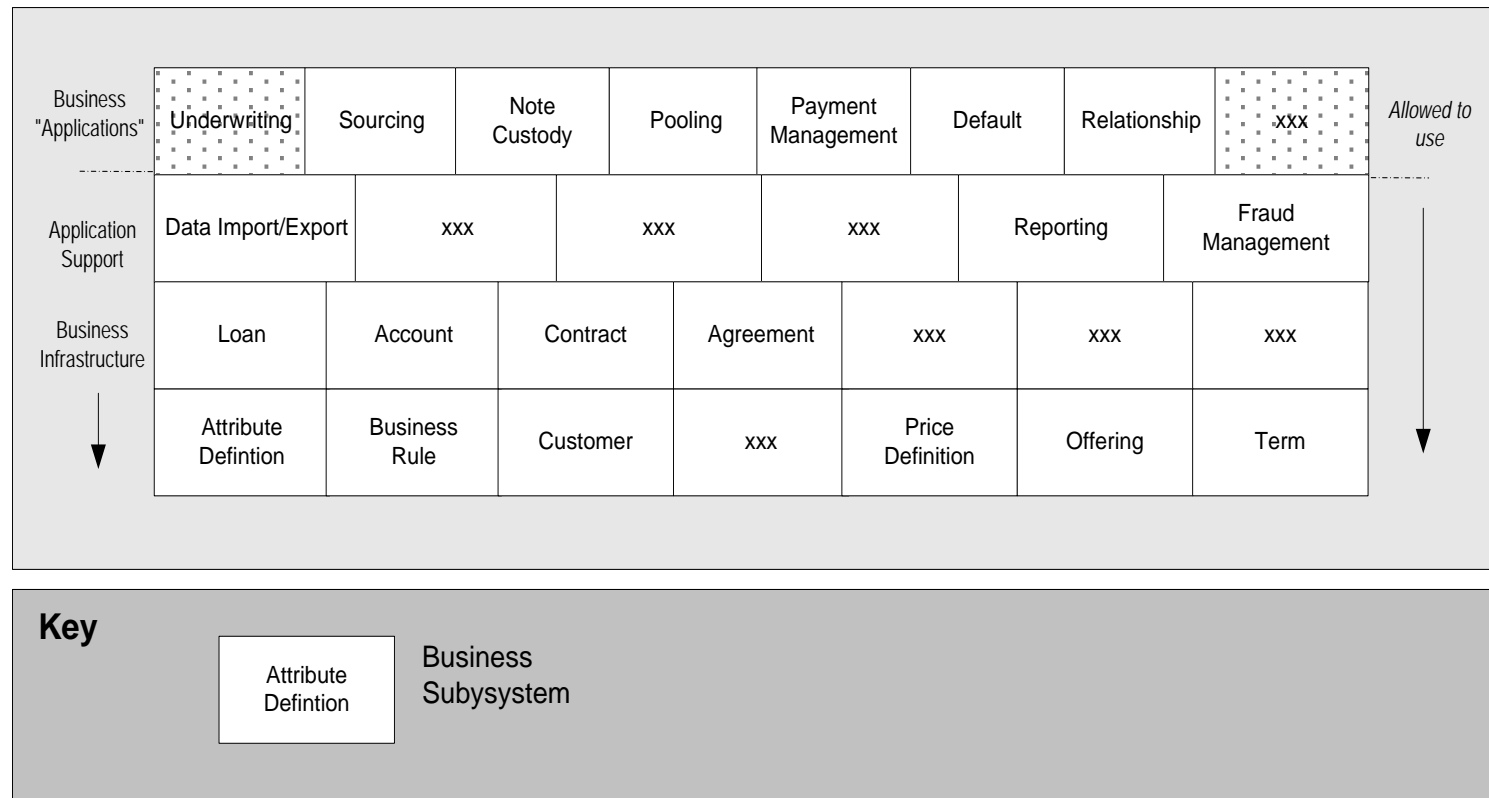 Business
"Applications"
Underwriting
Sourcing
Note
Custody
Pooling
Payment
Management
Default
Relationship
xxx
Allowed to
use
Application
Support
Data Import/Export
xxx
xxx
xxx
Reporting
Fraud
Management
Business
Infrastructure
Loan
Account
Contract
Agreement
xxx
xxx
xxx
Attribute
Defintion
Business
Rule
Customer
xxx
Price
Definition
Offering
Term
Key
Attribute
Defintion
Business
Subysystem